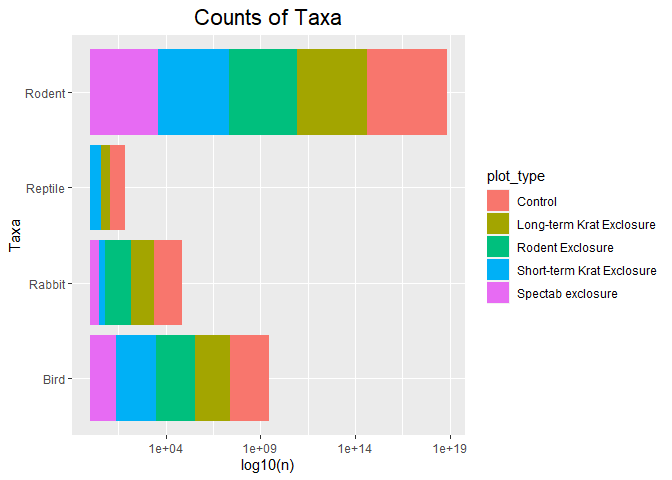 Counts of Taxa
Taxa
Rodent
Reptile
Rabbit
Bird
1e+04
1e+09
1e+14
1e+19
log10(n)
plot_type
Control
Long-term Krat Exclosure
Rodent Exclosure
Short-term Krat Exclosure
Spectab exclosure